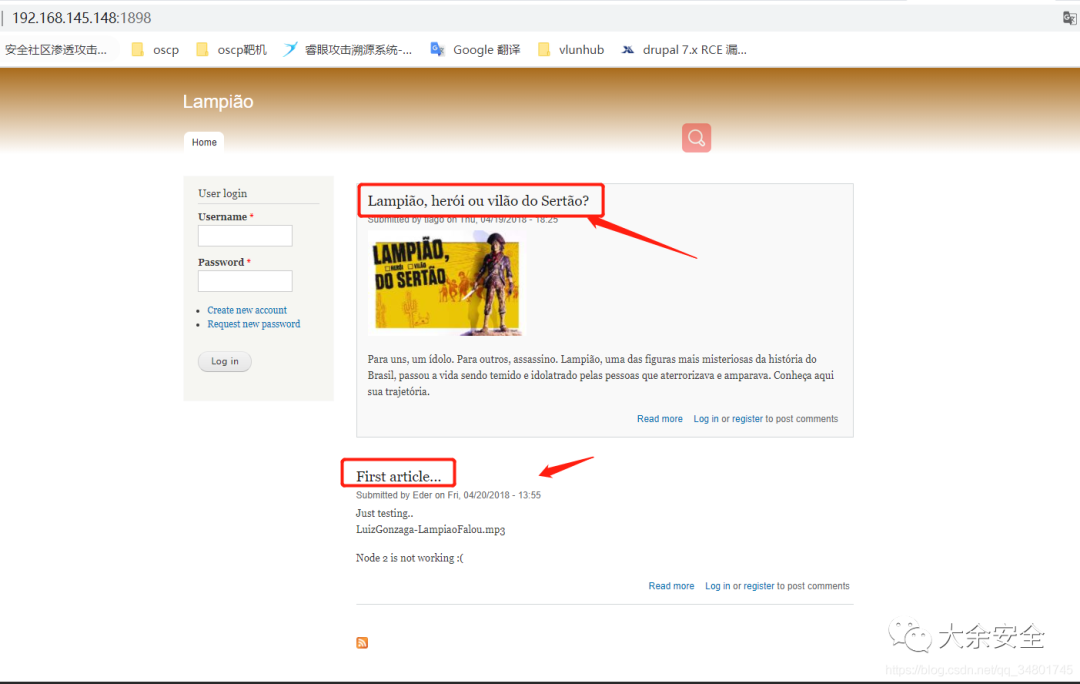 192.168.145.148:1898
安全社区渗透攻击... oscp oscp靶机 睿眼攻击溯源系统-... Google 翻译 vlunhub drupal 7.x RCE 漏...
Lampião
Home
User login
Username *
Password *
Create new account
Request new password
Log in
Lampião, herói ou vilão do Sertão?
Submitted by tiago on Thu, 04/19/2018 - 18:25
LAMPIÃO,
HERÓI VILÃO
DO SERTÃO
Para uns, um ídolo. Para outros, assassino. Lampião, uma das figuras mais misteriosas da história do
Brasil, passou a vida sendo temido e idolatrado pelas pessoas que aterrorizava e amparava. Conheça aqui
sua trajetória.
Read more Log in or register to post comments
First article...
Submitted by Eder on Fri, 04/20/2018 - 13:55
Just testing..
LuizGonzaga-LampiaoFalou.mp3
Node 2 is not working :(
Read more Log in or register to post comments
大余安全
https://blog.csdn.net/qq_34801745